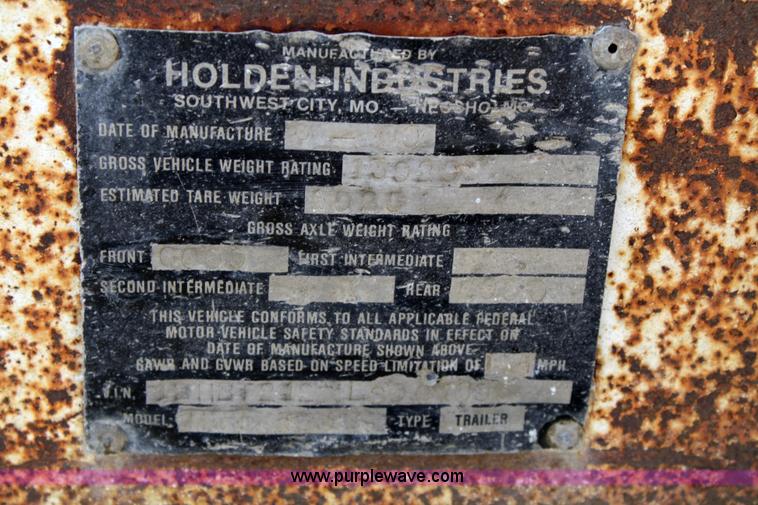 MANUFACTURED BY
HOLDEN INDUSTRIES
SOUTHWEST CITY, MO — NEOSHO, MO
DATE OF MANUFACTURE
GROSS VEHICLE WEIGHT RATING
ESTIMATED TARE WEIGHT
GROSS AXLE WEIGHT RATING
FRONT FIRST INTERMEDIATE
SECOND INTERMEDIATE REAR
THIS VEHICLE CONFORMS TO ALL APPLICABLE FEDERAL
MOTOR VEHICLE SAFETY STANDARDS IN EFFECT ON
DATE OF MANUFACTURE SHOWN ABOVE
GAWR AND GVWR BASED ON SPEED LIMITATION OF MPH
V.I.N.
MODEL TYPE TRAILER
www.purplewave.com